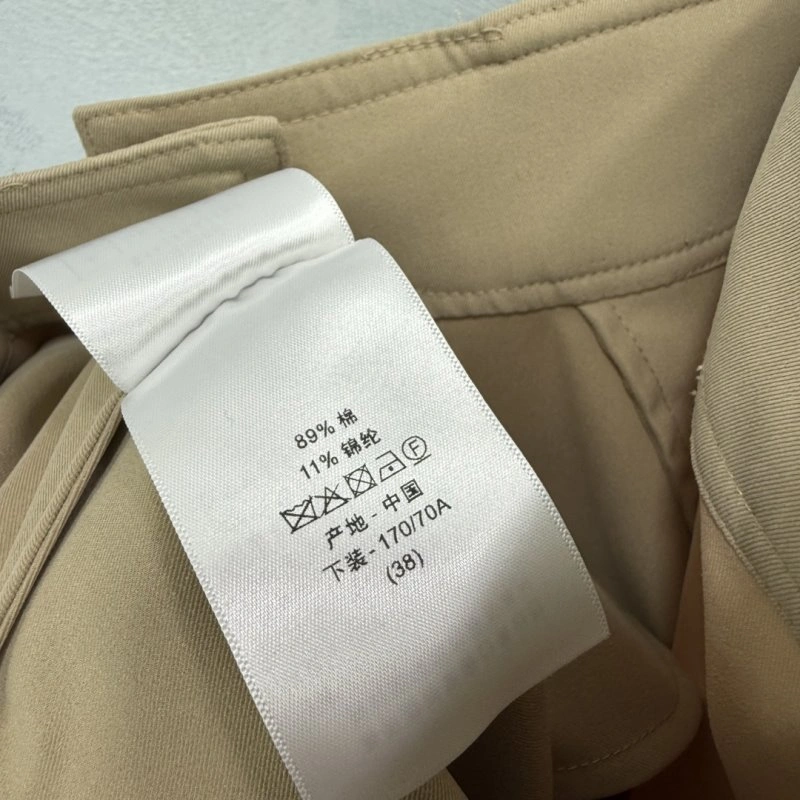 89% 棉
11% 锦纶
F
产地 - 中国
下装 - 170/70A
(38)